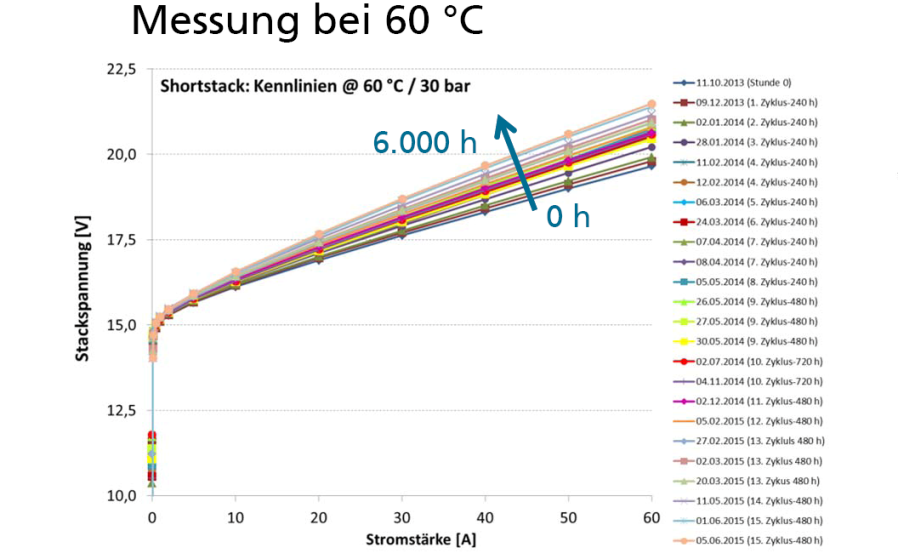 Messung bei 60 °C
Shortstack: Kennlinien @ 60 °C / 30 bar
6.000 h
0 h
Stackspannung [V]
22,5
20,0
17,5
15,0
12,5
10,0
0
10
20
30
40
50
60
Stromstärke [A]
11.10.2013 (Stunde 0)
09.12.2013 (1. Zyklus-240 h)
02.01.2014 (2. Zyklus-240 h)
28.01.2014 (3. Zyklus-240 h)
11.02.2014 (4. Zyklus-240 h)
12.02.2014 (4. Zyklus-240 h)
06.03.2014 (5. Zyklus-240 h)
24.03.2014 (6. Zyklus-240 h)
07.04.2014 (7. Zyklus-240 h)
08.04.2014 (7. Zyklus-240 h)
05.05.2014 (8. Zyklus-240 h)
26.05.2014 (9. Zyklus-480 h)
27.05.2014 (9. Zyklus-480 h)
30.05.2014 (9. Zyklus-480 h)
02.07.2014 (10. Zyklus-720 h)
04.11.2014 (10. Zyklus-720 h)
02.12.2014 (11. Zyklus-480 h)
05.02.2015 (12. Zyklus-480 h)
27.02.2015 (13. Zykluls 480 h)
02.03.2015 (13. Zyklus 480 h)
20.03.2015 (13. Zykus 480 h)
11.05.2015 (14. Zyklus-480 h)
01.06.2015 (15. Zyklus-480 h)
05.06.2015 (15. Zyklus-480 h)